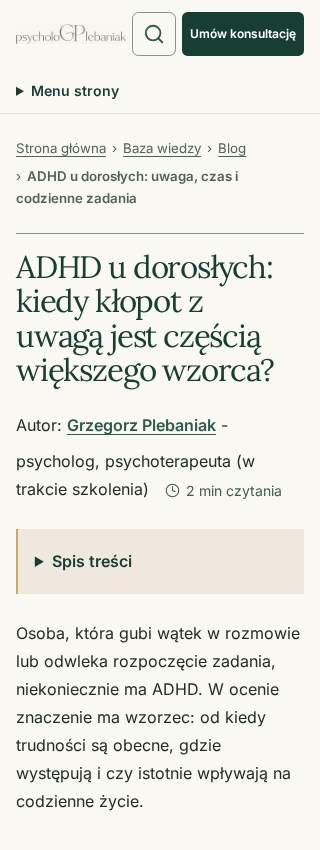 psycholoGPlebaniak
Umów konsultację
Menu strony
Strona główna › Baza wiedzy › Blog
› ADHD u dorosłych: uwaga, czas i
codzienne zadania
ADHD u dorosłych:
kiedy kłopot z
uwagą jest częścią
większego wzorca?
Autor: Grzegorz Plebaniak -
psycholog, psychoterapeuta (w
trakcie szkolenia) 2 min czytania
Spis treści
Osoba, która gubi wątek w rozmowie
lub odwleka rozpoczęcie zadania,
niekoniecznie ma ADHD. W ocenie
znaczenie ma wzorzec: od kiedy
trudności są obecne, gdzie
występują i czy istotnie wpływają na
codzienne życie.